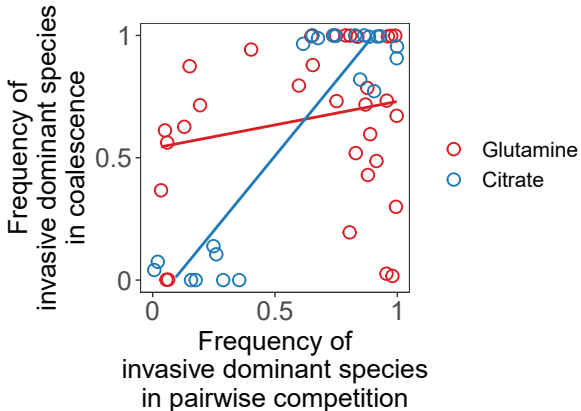 Frequency of
invasive dominant species
in coalescence
1
0.5
0
0
0.5
1
Frequency of
invasive dominant species
in pairwise competition
Glutamine
Citrate